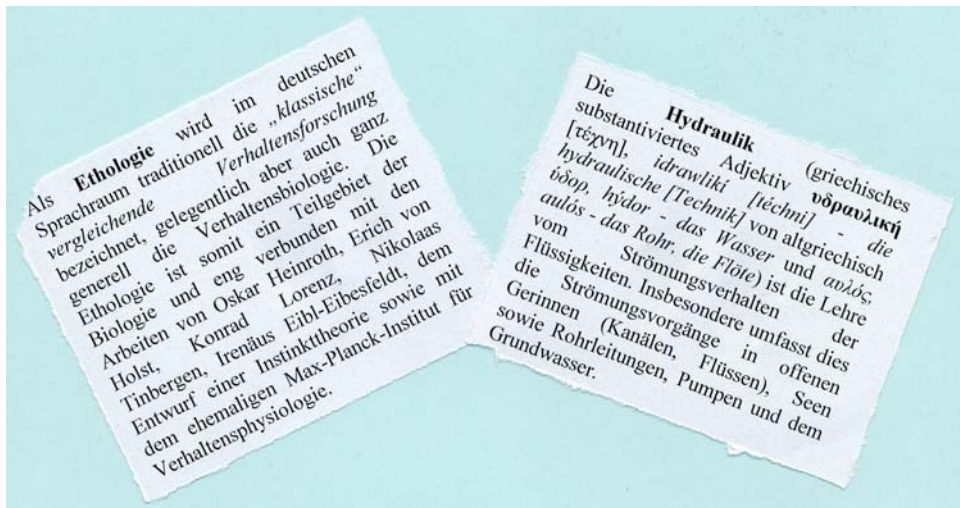 Als Ethologie wird im deutschen
Sprachraum traditionell die „klassische“
vergleichende Verhaltensforschung
bezeichnet, gelegentlich aber auch ganz
generell die Verhaltensbiologie. Die
Ethologie ist somit ein Teilgebiet der
Biologie und eng verbunden mit den
Arbeiten von Oskar Heinroth, Erich von
Holst, Konrad Lorenz, Nikolaas
Tinbergen, Irenäus Eibl-Eibesfeldt, dem
Entwurf einer Instinkttheorie sowie mit
dem ehemaligen Max-Planck-Institut für
Verhaltensphysiologie.
Die Hydraulik (griechisches
substantiviertes Adjektiv υδραυλική
[τέχνη], idrawliki [téchni] - die
hydraulische [Technik] von altgriechisch
ύδορ, hýdor - das Wasser und αυλός,
aulós - das Rohr, die Flöte) ist die Lehre
vom Strömungsverhalten der
Flüssigkeiten. Insbesondere umfasst dies
die Strömungsvorgänge in offenen
Gerinnen (Kanälen, Flüssen), Seen
sowie Rohrleitungen, Pumpen und dem
Grundwasser.